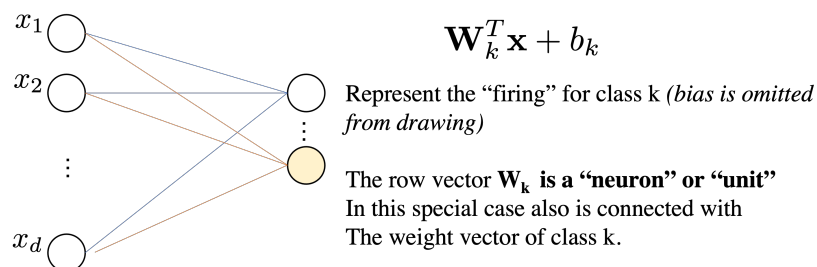 x₁
x₂
⋮
x_d
⋮
W_k^T x + b_k
Represent the “firing” for class k (bias is omitted
from drawing)
The row vector W_k is a “neuron” or “unit”
In this special case also is connected with
The weight vector of class k.